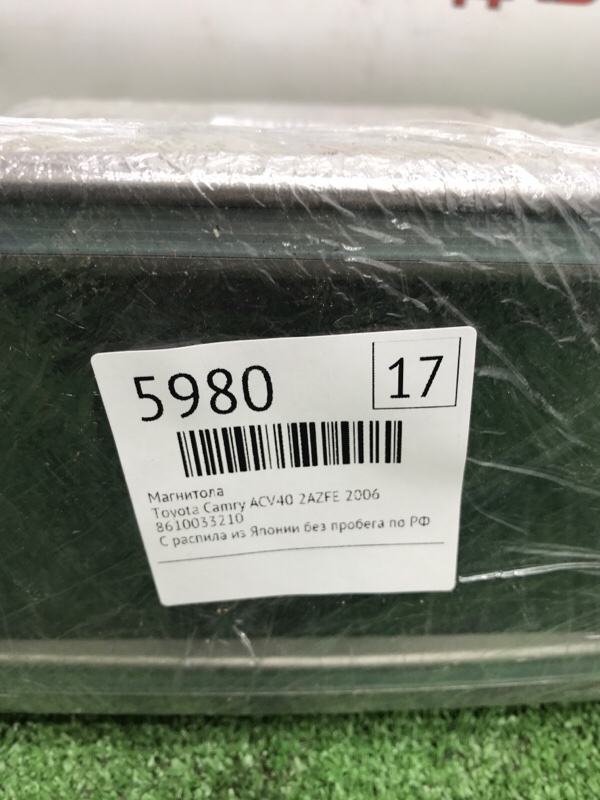 5980
17
Магнитола
Toyota Camry ACV40 2AZFE 2006
8610033210
С распила из Японии без пробега по РФ